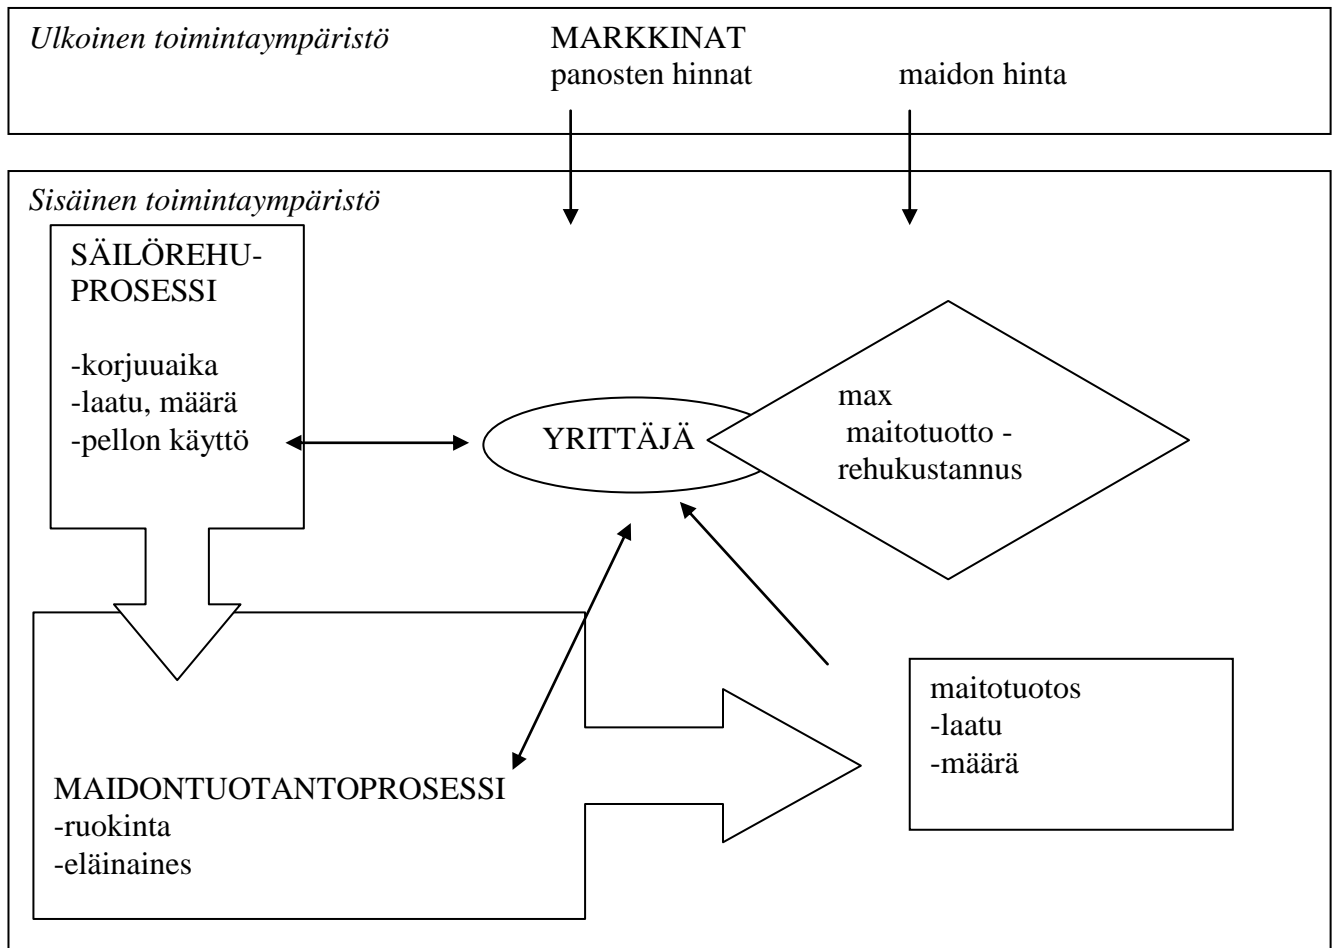 Ulkoinen toimintaympäristö
MARKKINAT
panosten hinnat
maidon hinta
Sisäinen toimintaympäristö
SÄILÖREHU-
PROSESSI
-korjuuaika
-laatu, määrä
-pellon käyttö
YRITTÄJÄ
max
maitotuotto -
rehukustannus
maitotuotos
-laatu
-määrä
MAIDONTUOTANTOPROSESSI
-ruokinta
-eläinaines